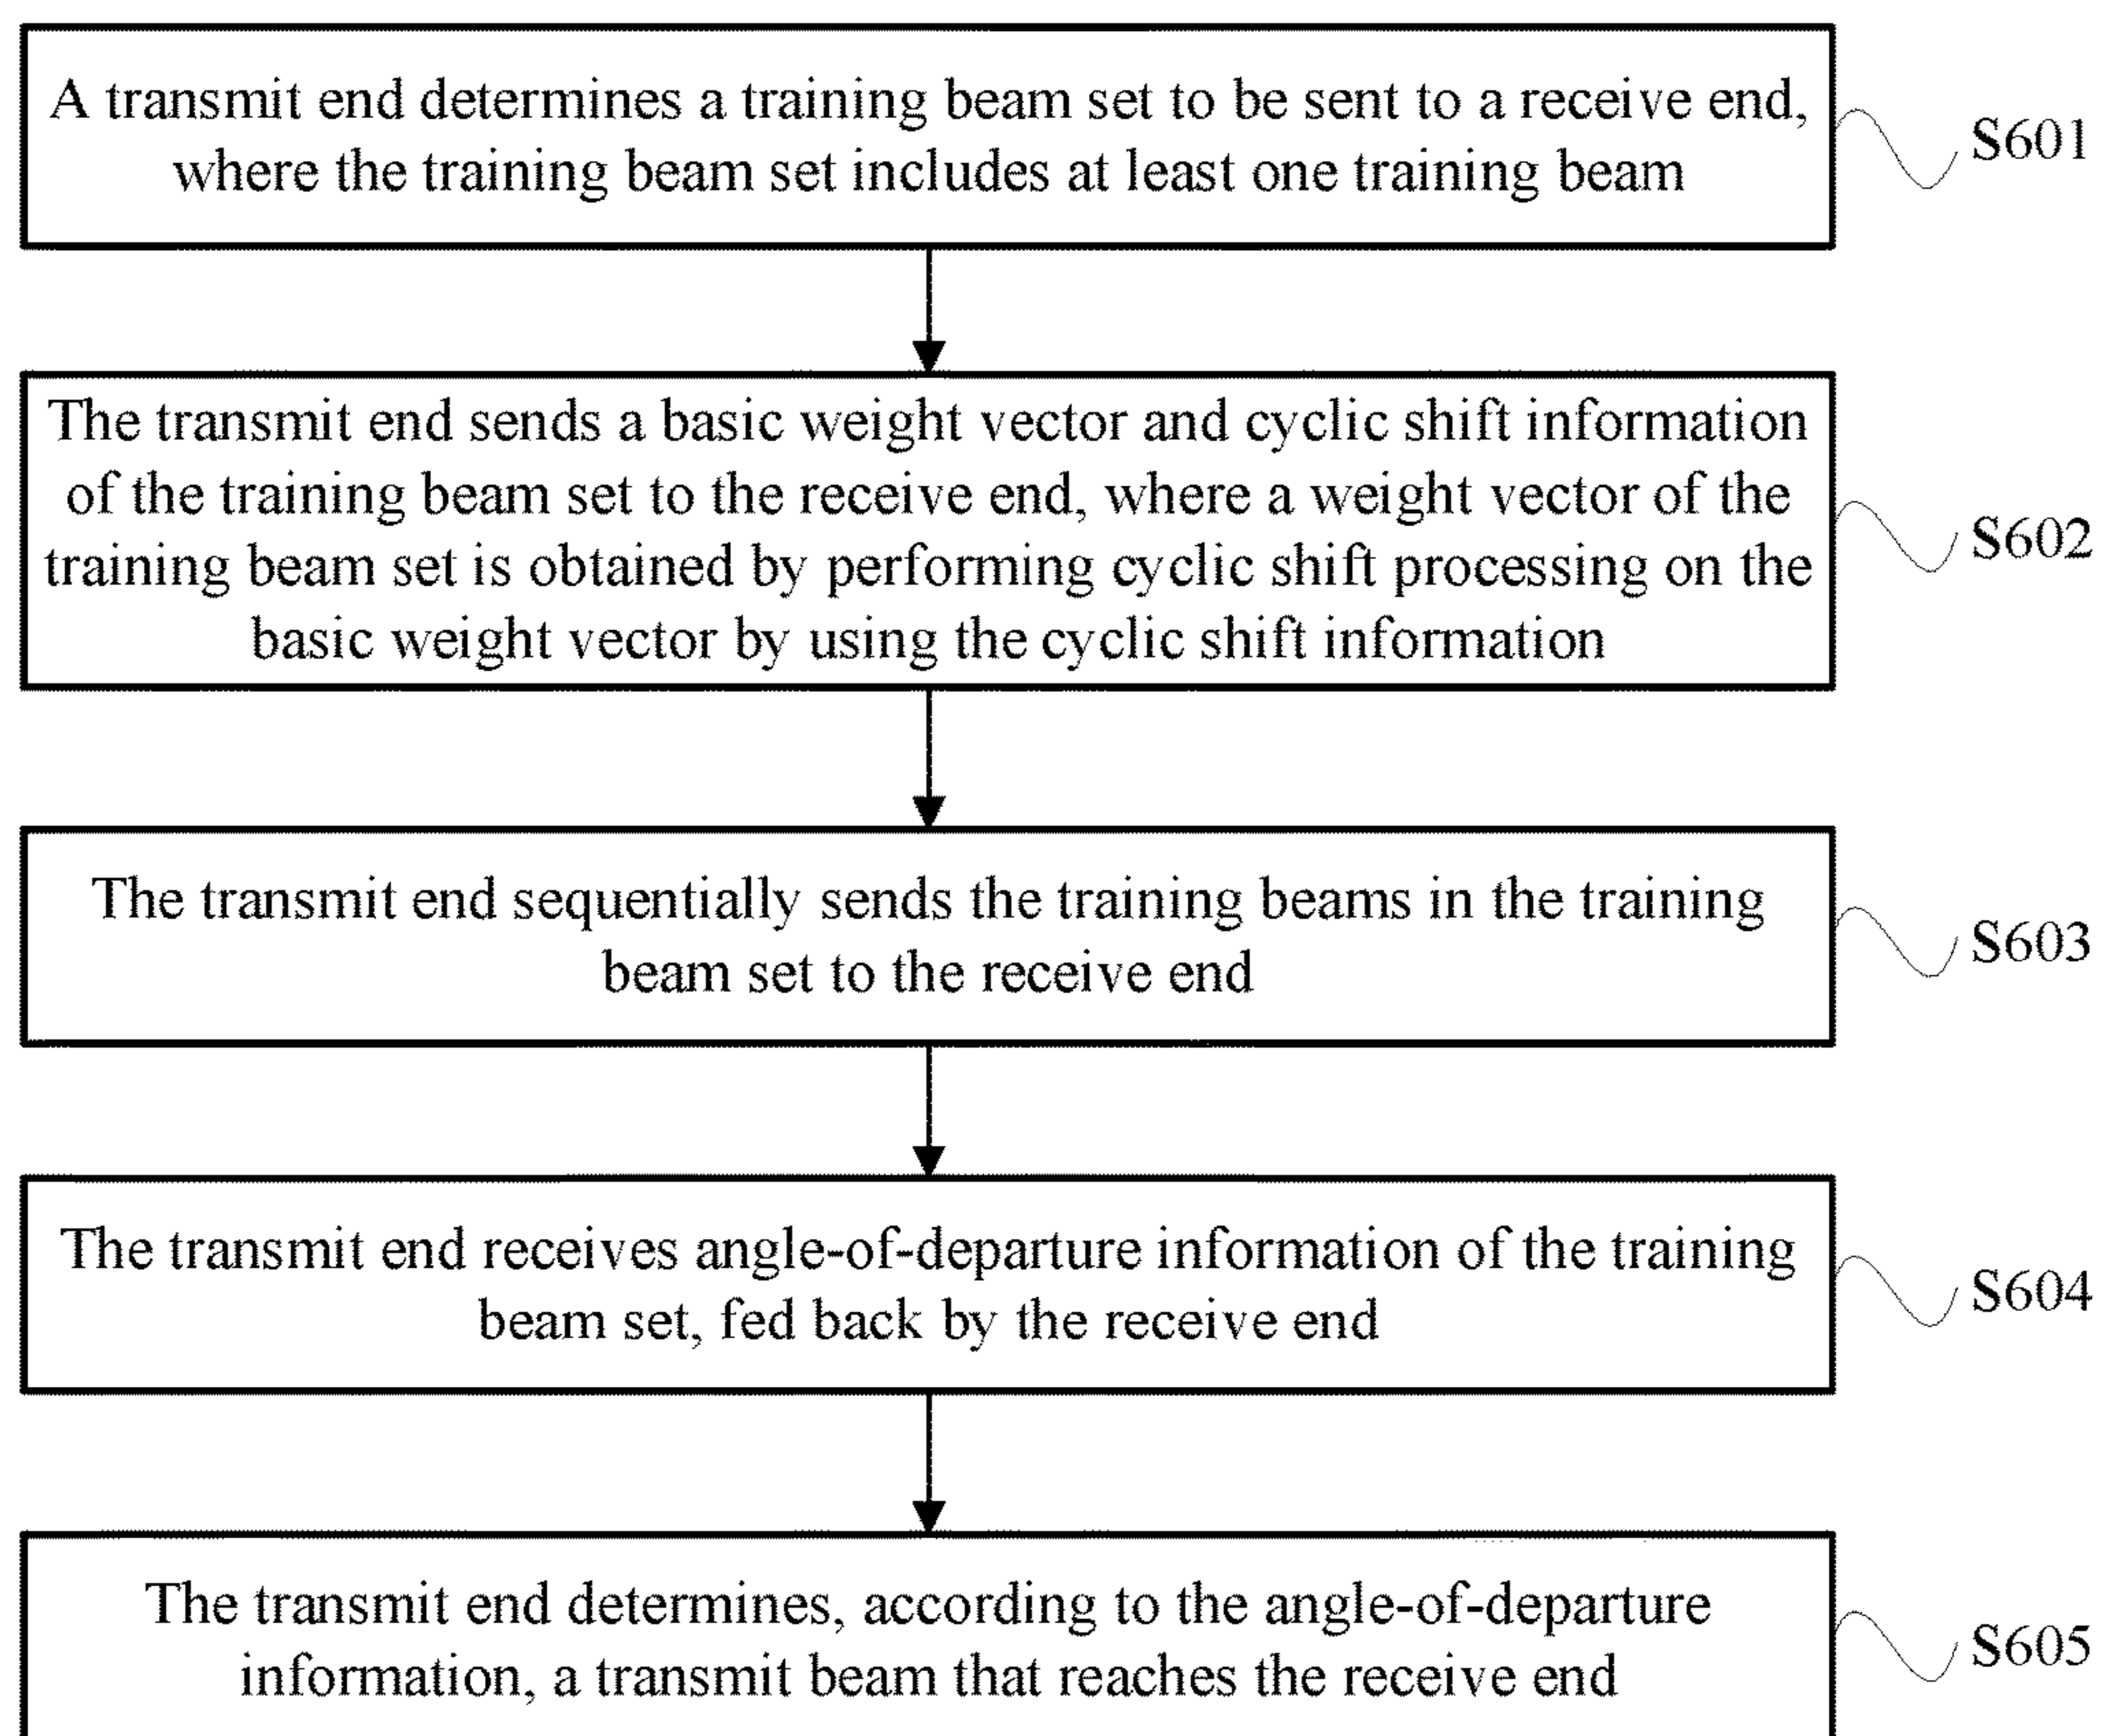 A transmit end determines a training beam set to be sent to a receive end,
where the training beam set includes at least one training beam
S601
The transmit end sends a basic weight vector and cyclic shift information
of the training beam set to the receive end, where a weight vector of the
training beam set is obtained by performing cyclic shift processing on the
basic weight vector by using the cyclic shift information
S602
The transmit end sequentially sends the training beams in the training
beam set to the receive end
S603
The transmit end receives angle-of-departure information of the training
beam set, fed back by the receive end
S604
The transmit end determines, according to the angle-of-departure
information, a transmit beam that reaches the receive end
S605